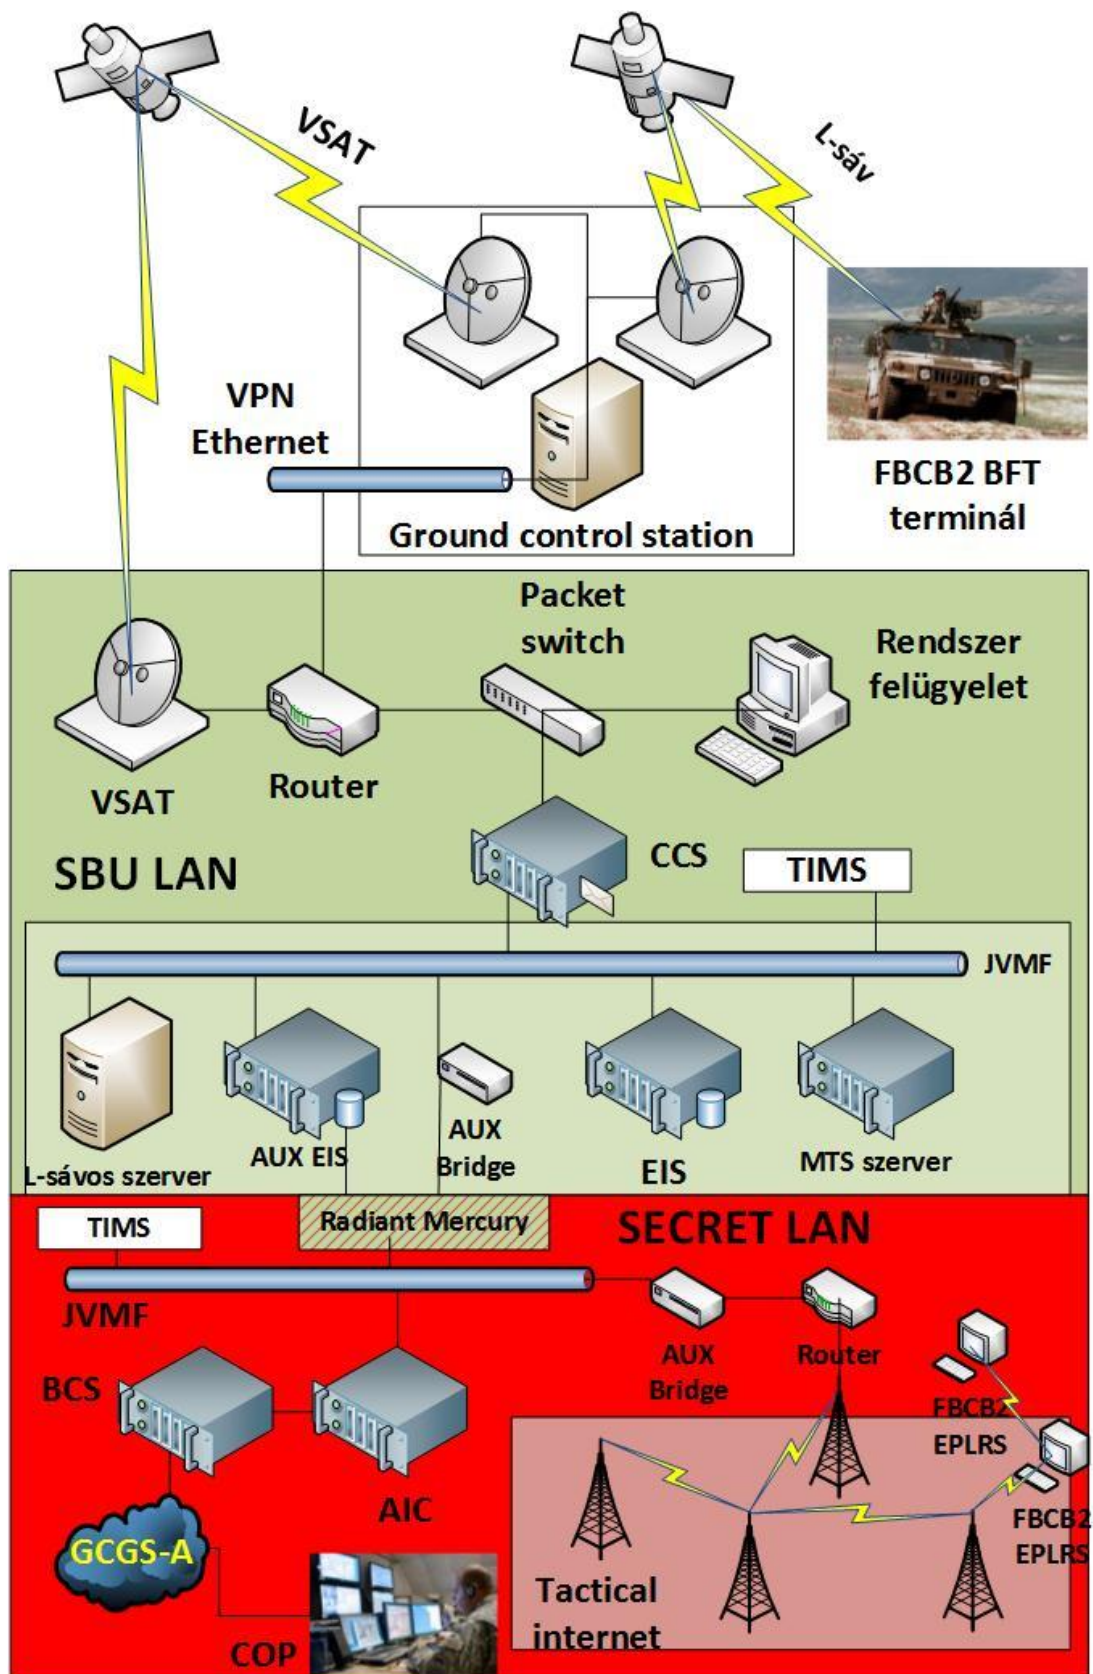 VSAT
L-sáv
VPN
Ethernet
FBCB2 BFT
terminál
Ground control station
Packet
switch
Rendszer
felügyelet
VSAT
Router
SBU LAN
CCS
TIMS
JVMF
L-sávos szerver
AUX EIS
AUX
Bridge
EIS
MTS szerver
TIMS
Radiant Mercury
SECRET LAN
JVMF
AUX
Bridge
Router
BCS
AIC
FBCB2
EPLRS
FBCB2
EPLRS
GCGS-A
COP
Tactical
internet